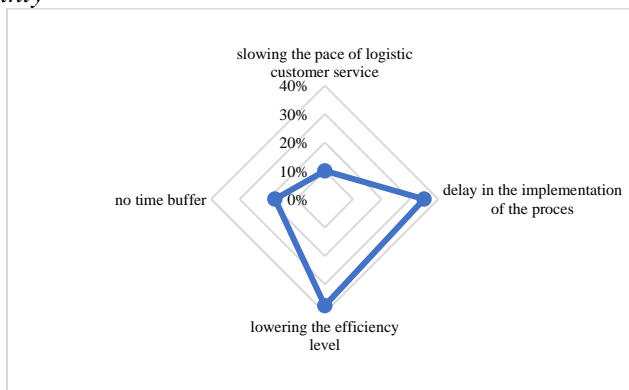 slowing the pace of logistic
customer service
40%
30%
20%
10%
0%
delay in the implementation
of the proces
no time buffer
lowering the efficiency
level